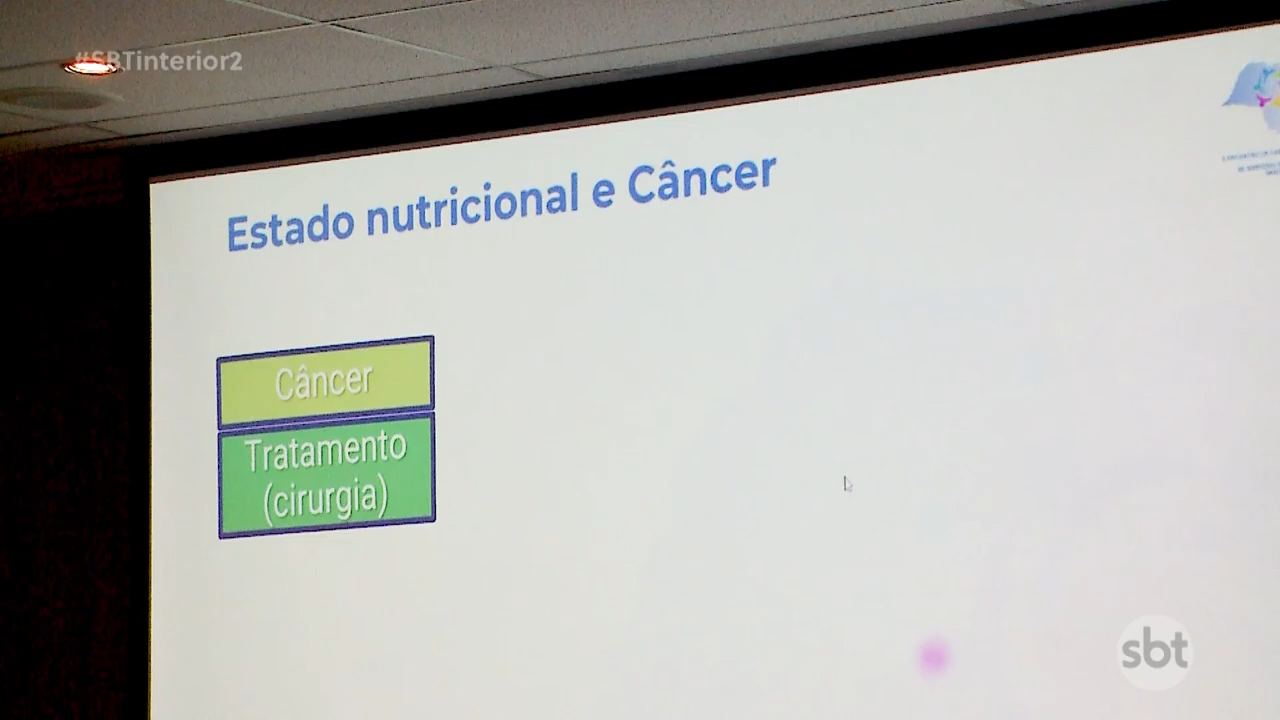 #SBTinterior2
Estado nutricional e Câncer
Câncer
Tratamento
(cirurgia)
sbt